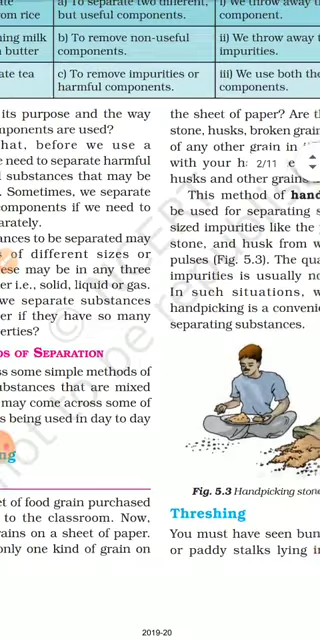 ate
rom rice
a) To separate two different,
but useful components.
i) We throw away t
component.
ning milk
n butter
b) To remove non-useful
components.
ii) We throw away t
impurities.
ate tea
c) To remove impurities or
harmful components.
iii) We use both the
components.
its purpose and the way
mponents are used?
hat, before we use a
e need to separate harmful
l substances that may be
. Sometimes, we separate
components if we need to
arately.
ances to be separated may
s of different sizes or
ese may be in any three
er i.e., solid, liquid or gas.
we separate substances
er if they have so many
erties?
DS OF SEPARATION
ss some simple methods of
ubstances that are mixed
may come across some of
s being used in day to day
ng
et of food grain purchased
to the classroom. Now,
rains on a sheet of paper.
only one kind of grain on
the sheet of paper? Are th
stone, husks, broken grain
of any other grain in
with your h
2/11
husks and other grains
This method of hand
be used for separating s
sized impurities like the
stone, and husk from w
pulses (Fig. 5.3). The qua
impurities is usually no
In such situations, w
handpicking is a convenie
separating substances.
Fig. 5.3 Handpicking stone
Threshing
You must have seen bun
or paddy stalks lying in
2019-20